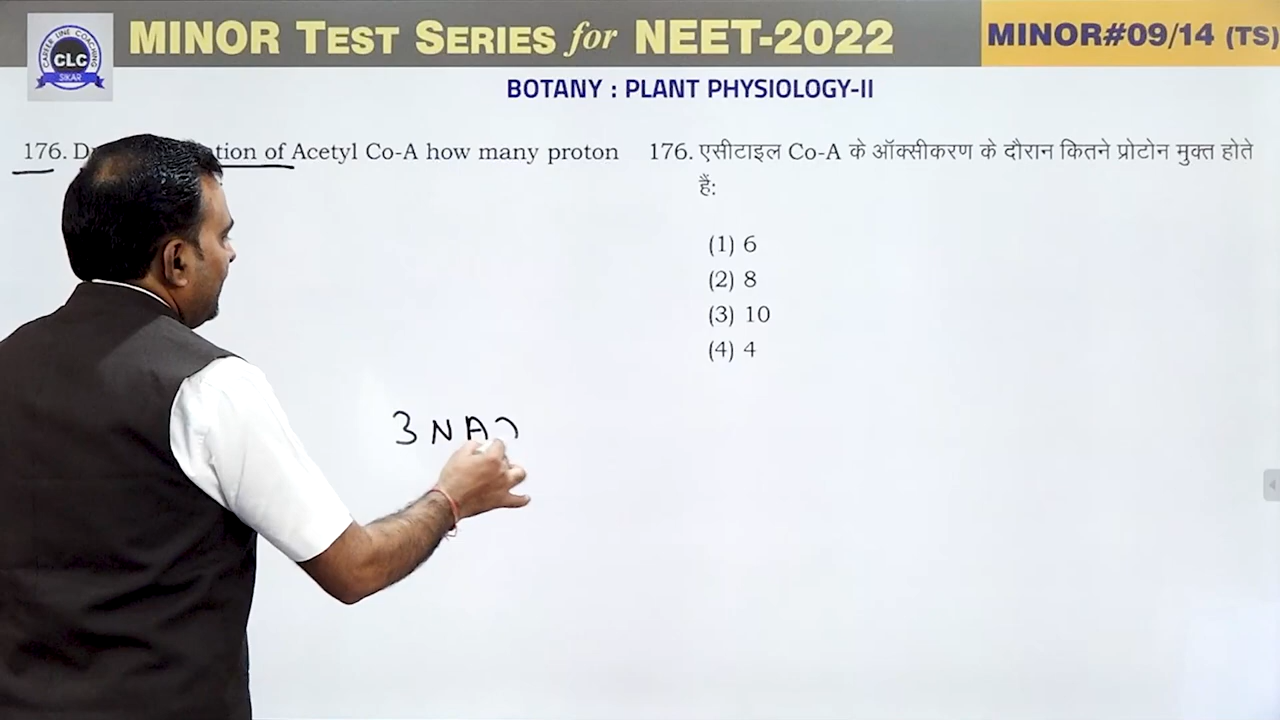 CAREER LINE COACHING
CLC
SIKAR
MINOR TEST SERIES for NEET-2022
MINOR#09/14 (TS)
BOTANY : PLANT PHYSIOLOGY-II
176. ation of Acetyl Co-A how many proton
176. एसीटाइल Co-A के ऑक्सीकरण के दौरान कितने प्रोटोन मुक्त होते
हैं:
(1) 6
(2) 8
(3) 10
(4) 4
3 NA